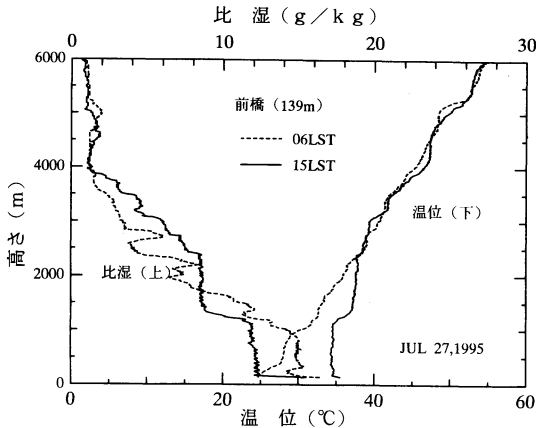 比 湿 (g/kg)
0 10 20 30
6000
4000
2000
0
高さ (m)
前橋 (139m)
06LST
15LST
温位 (下)
比湿 (上)
JUL 27,1995
0 20 40 60
温 位 (℃)